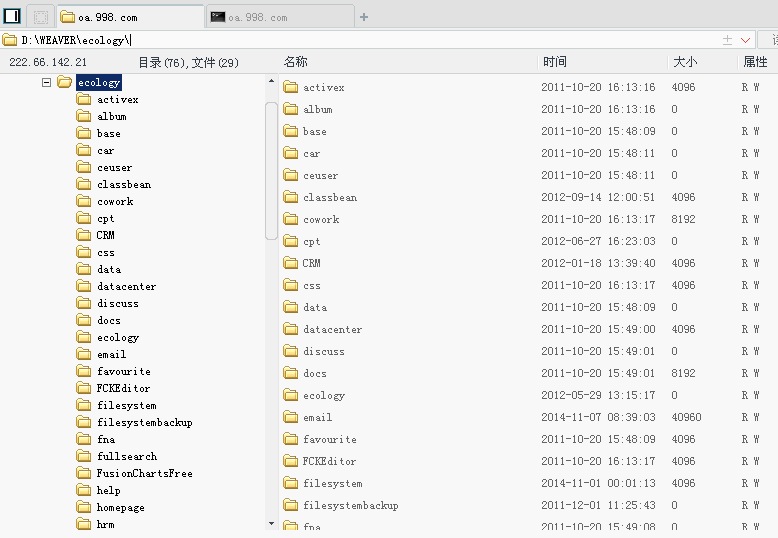 oa.998.com oa.998.com
D:\WEAVER\ecology\
222.66.142.21 目录(76),文件(29) 名称 时间 大小 属性
ecology
activex
album
base
car
ceuser
classbean
cowork
cpt
CRM
css
data
datacenter
discuss
docs
ecology
email
favourite
FCKEditor
filesystem
filesystembackup
fna
fullsearch
FusionChartsFree
help
homepage
hrm
activex 2011-10-20 16:13:16 4096 R W
album 2011-10-20 16:13:16 0 R W
base 2011-10-20 15:48:09 0 R W
car 2011-10-20 15:48:11 0 R W
ceuser 2011-10-20 15:48:11 0 R W
classbean 2012-09-14 12:00:51 4096 R W
cowork 2011-10-20 16:13:17 8192 R W
cpt 2012-06-27 16:23:03 0 R W
CRM 2012-01-18 13:39:40 4096 R W
css 2011-10-20 16:13:17 4096 R W
data 2011-10-20 15:48:09 0 R W
datacenter 2011-10-20 15:49:00 4096 R W
discuss 2011-10-20 15:49:01 0 R W
docs 2011-10-20 15:49:01 8192 R W
ecology 2012-05-29 13:15:17 0 R W
email 2014-11-07 08:39:03 40960 R W
favourite 2011-10-20 15:48:09 4096 R W
FCKEditor 2011-10-20 16:13:17 4096 R W
filesystem 2014-11-01 00:01:13 4096 R W
filesystembackup 2011-12-01 11:25:43 0 R W
fna 2011-10-20 15:49:08 0 R W